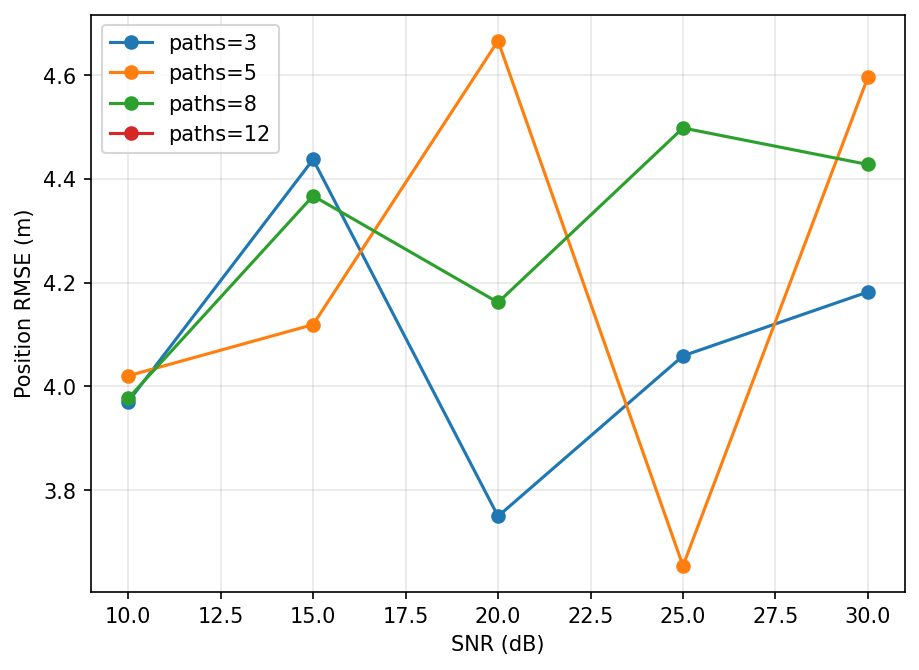 paths=3
paths=5
paths=8
paths=12
4.6
4.4
4.2
4.0
3.8
Position RMSE (m)
10.0 12.5 15.0 17.5 20.0 22.5 25.0 27.5 30.0
SNR (dB)